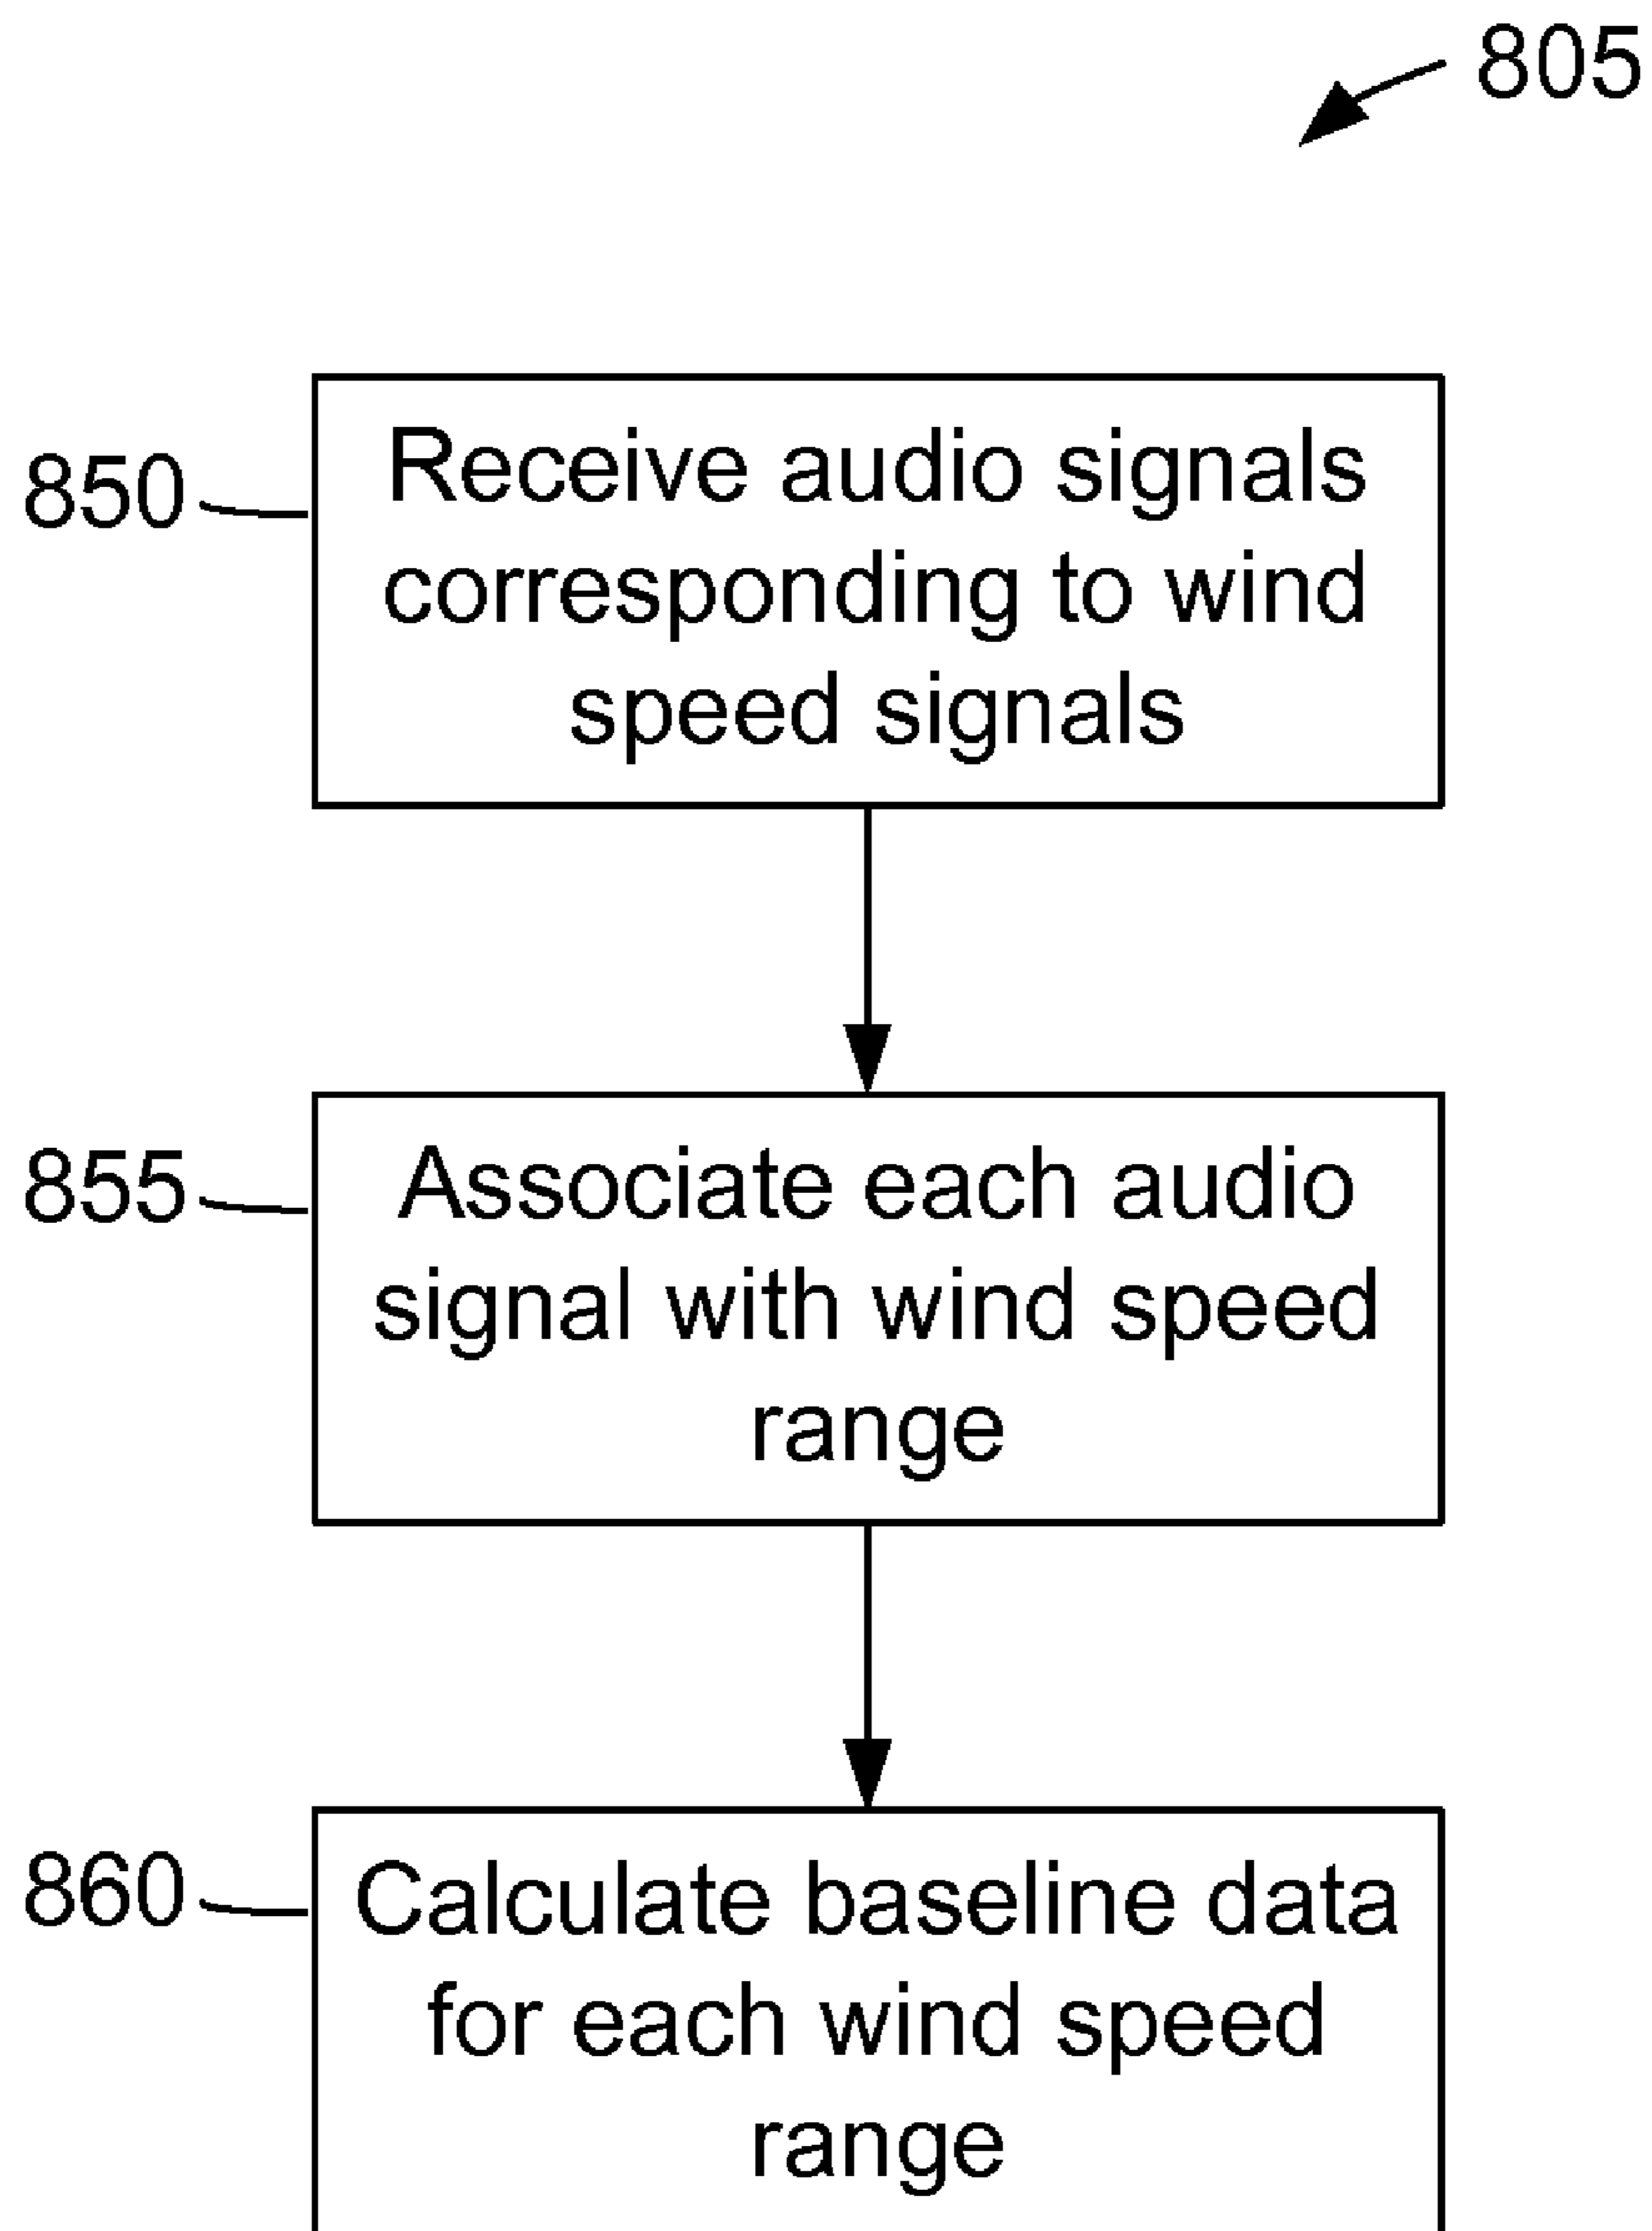 805
850
Receive audio signals
corresponding to wind
speed signals
855
Associate each audio
signal with wind speed
range
860
Calculate baseline data
for each wind speed
range